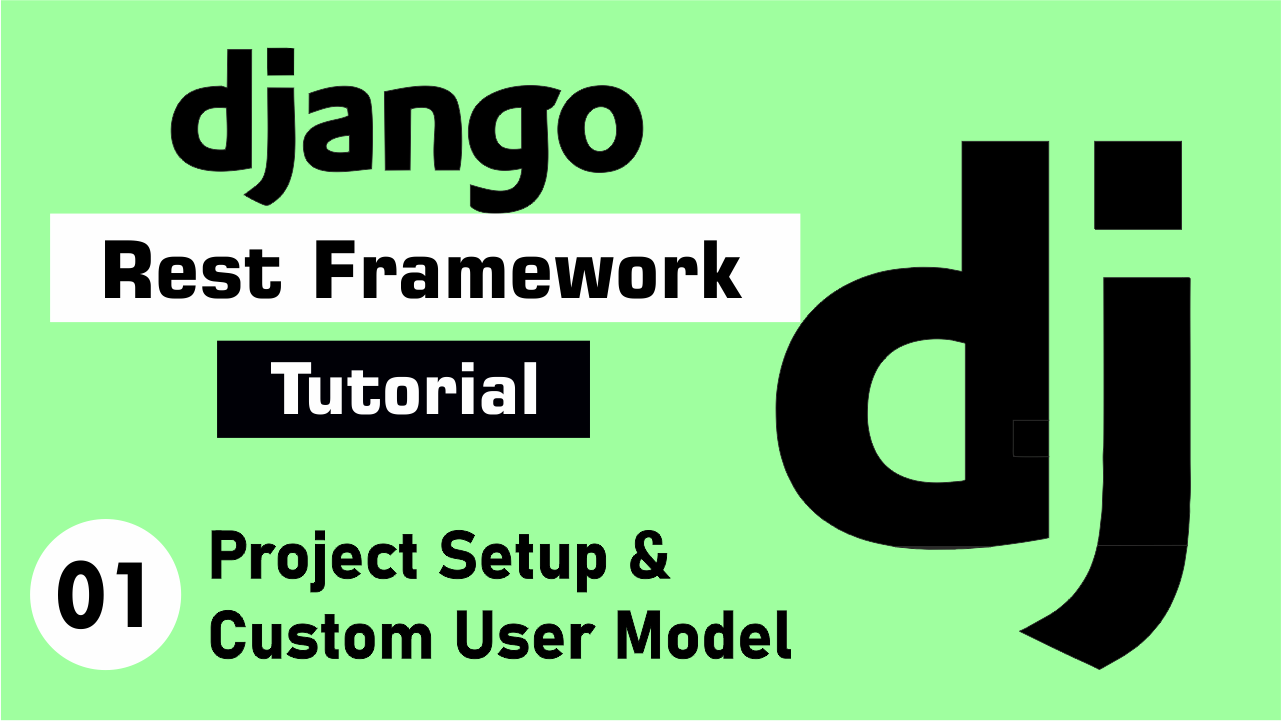 django
Rest Framework
Tutorial
dj
01
Project Setup &
Custom User Model